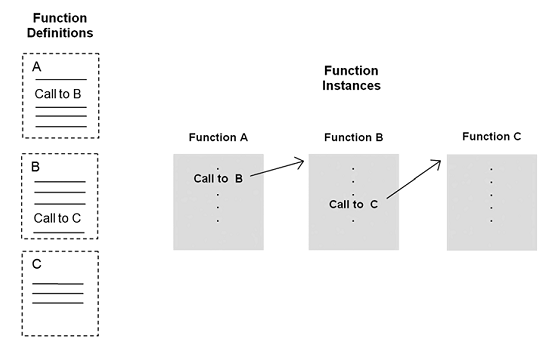 Function
Definitions
A
Call to B
B
Call to C
C
Function
Instances
Function A
Function B
Function C
Call to B
Call to C